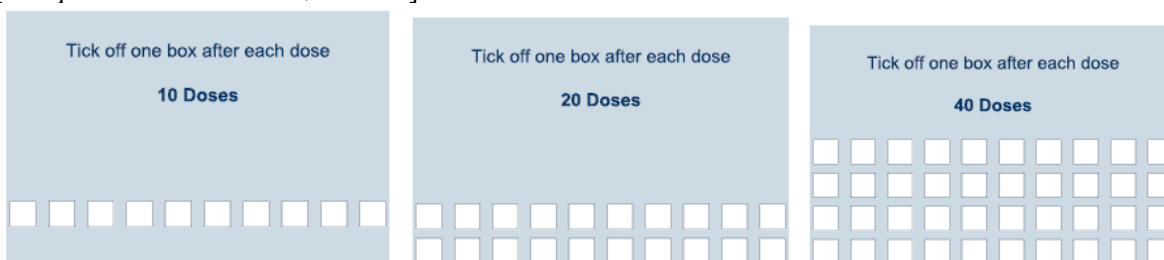 Tick off one box after each dose
10 Doses
Tick off one box after each dose
20 Doses
Tick off one box after each dose
40 Doses